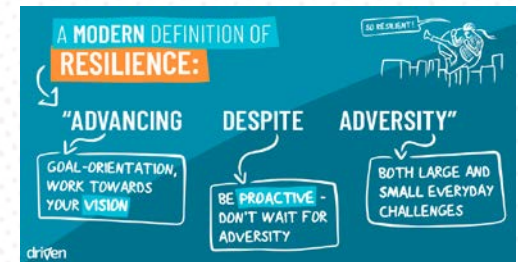 A MODERN DEFINITION OF
RESILIENCE:
SO RESILIENT!
"ADVANCING DESPITE ADVERSITY"
GOAL-ORIENTATION,
WORK TOWARDS
YOUR VISION
BE PROACTIVE -
DON'T WAIT FOR
ADVERSITY
BOTH LARGE AND
SMALL EVERYDAY
CHALLENGES
driven